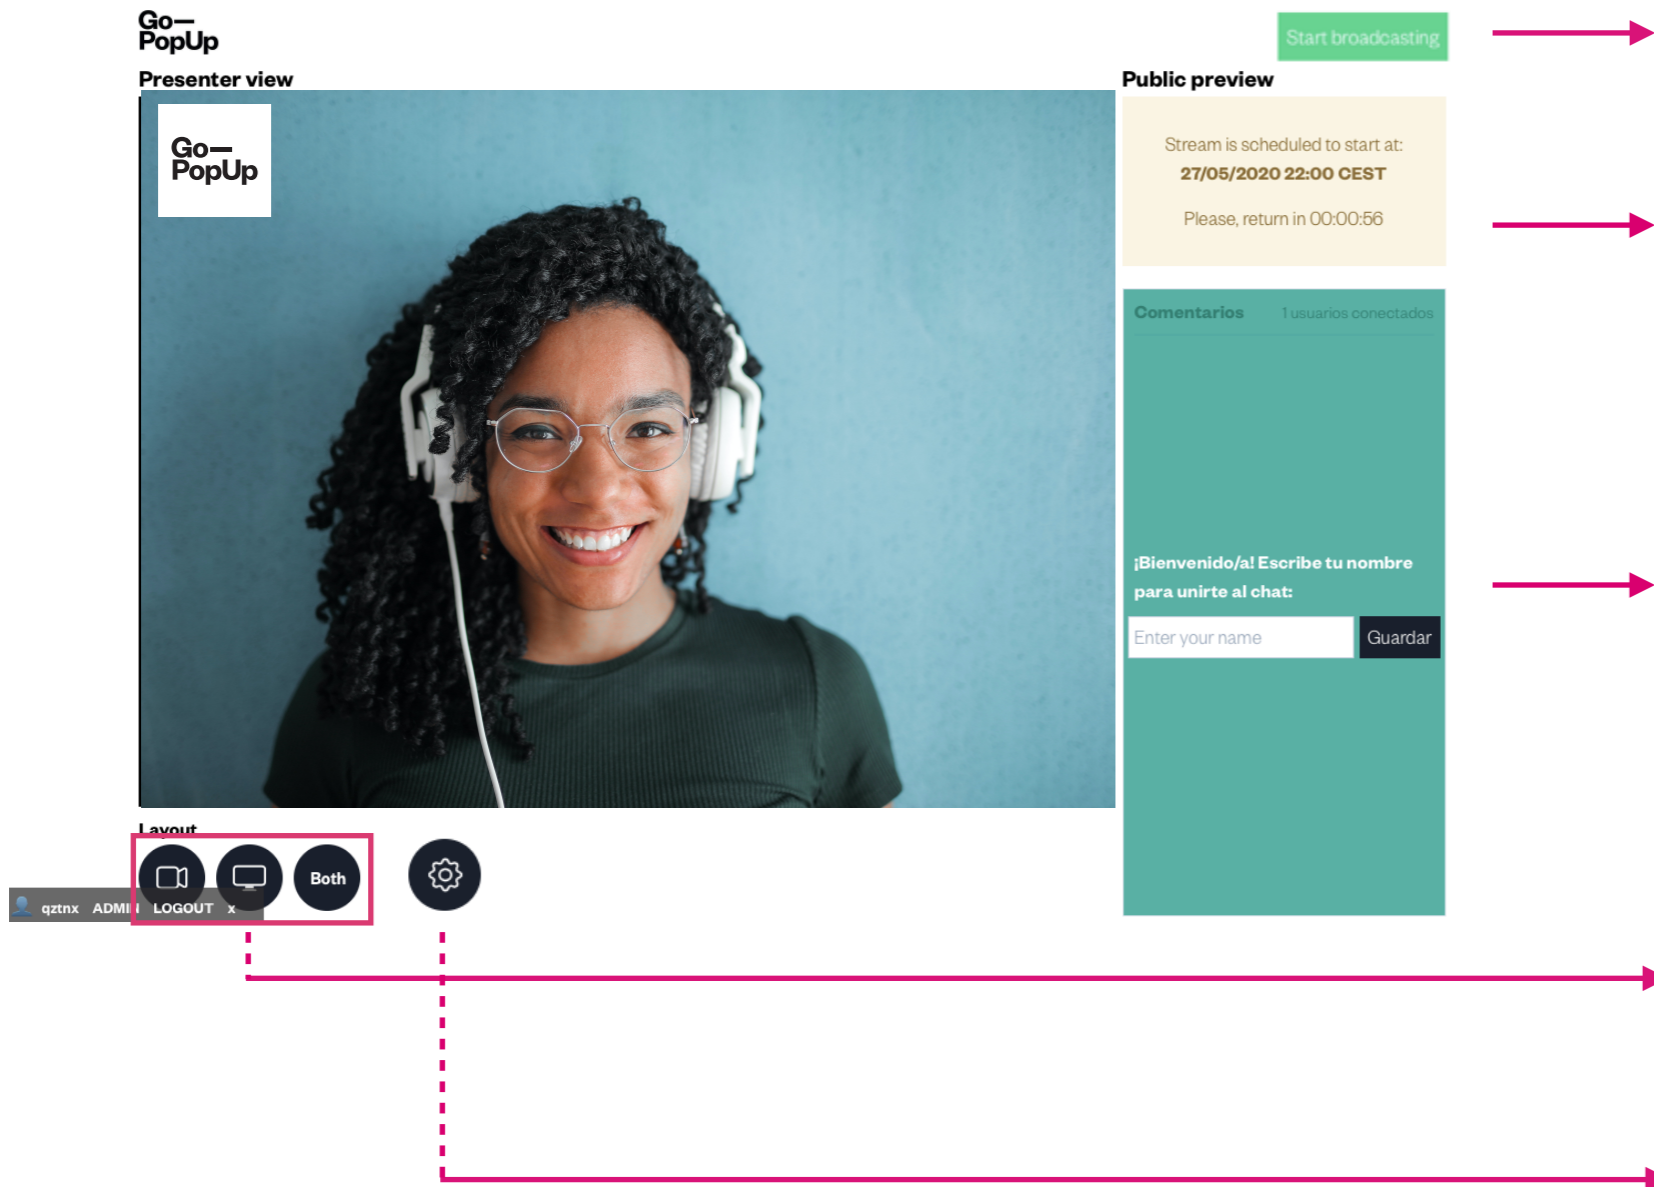 Go—
PopUp
Start broadcasting
Presenter view
Public preview
Go—
PopUp
Stream is scheduled to start at:
27/05/2020 22:00 CEST
Please, return in 00:00:56
Comentarios
1 usuarios conectados
¡Bienvenido/a! Escribe tu nombre
para unirte al chat:
Enter your name
Guardar
Layout
Both
qztnx ADMIN LOGOUT x